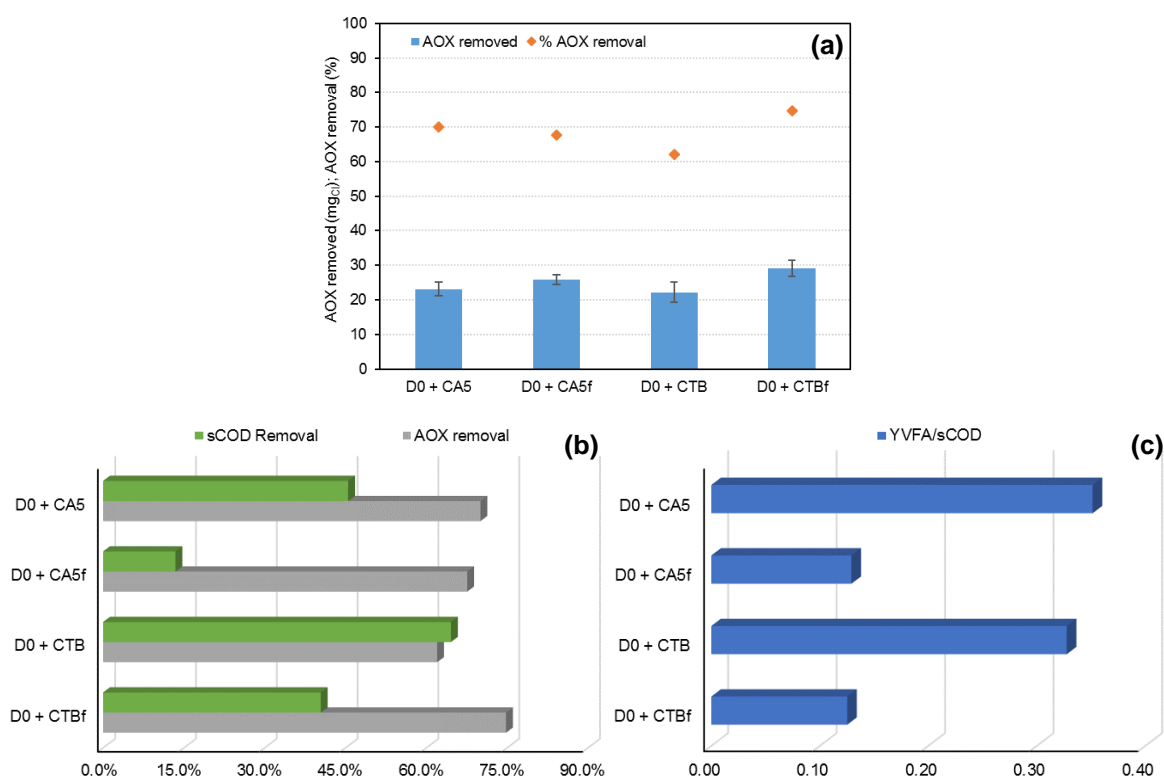 (a)
AOX removed % AOX removal
AOX removed (mgCl); AOX removal (%)
100
90
80
70
60
50
40
30
20
10
0
D0 + CA5 D0 + CA5f D0 + CTB D0 + CTBf
(b)
sCOD Removal AOX removal
D0 + CA5
D0 + CA5f
D0 + CTB
D0 + CTBf
0.0% 15.0% 30.0% 45.0% 60.0% 75.0% 90.0%
(c)
YVFA/sCOD
D0 + CA5
D0 + CA5f
D0 + CTB
D0 + CTBf
0.00 0.10 0.20 0.30 0.40